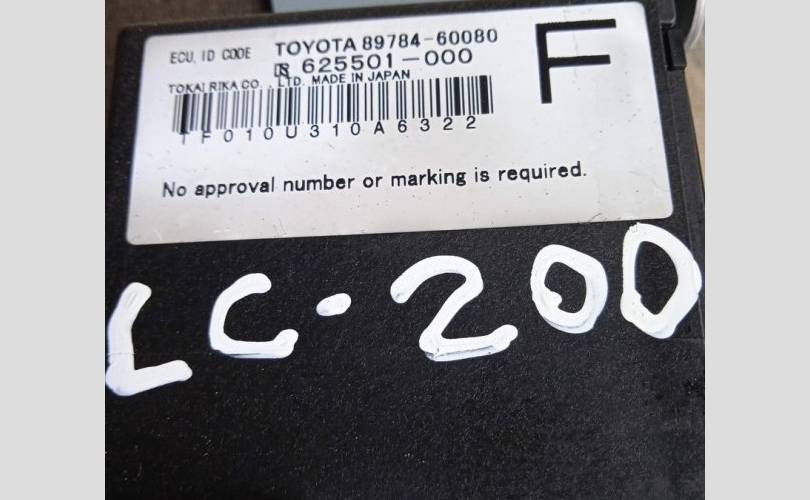 ECU, ID CODE TOYOTA 89784-60080
625501-000
F
TOKAI RIKA CO., LTD. MADE IN JAPAN
TF010U310A6322
No approval number or marking is required.
LC-200